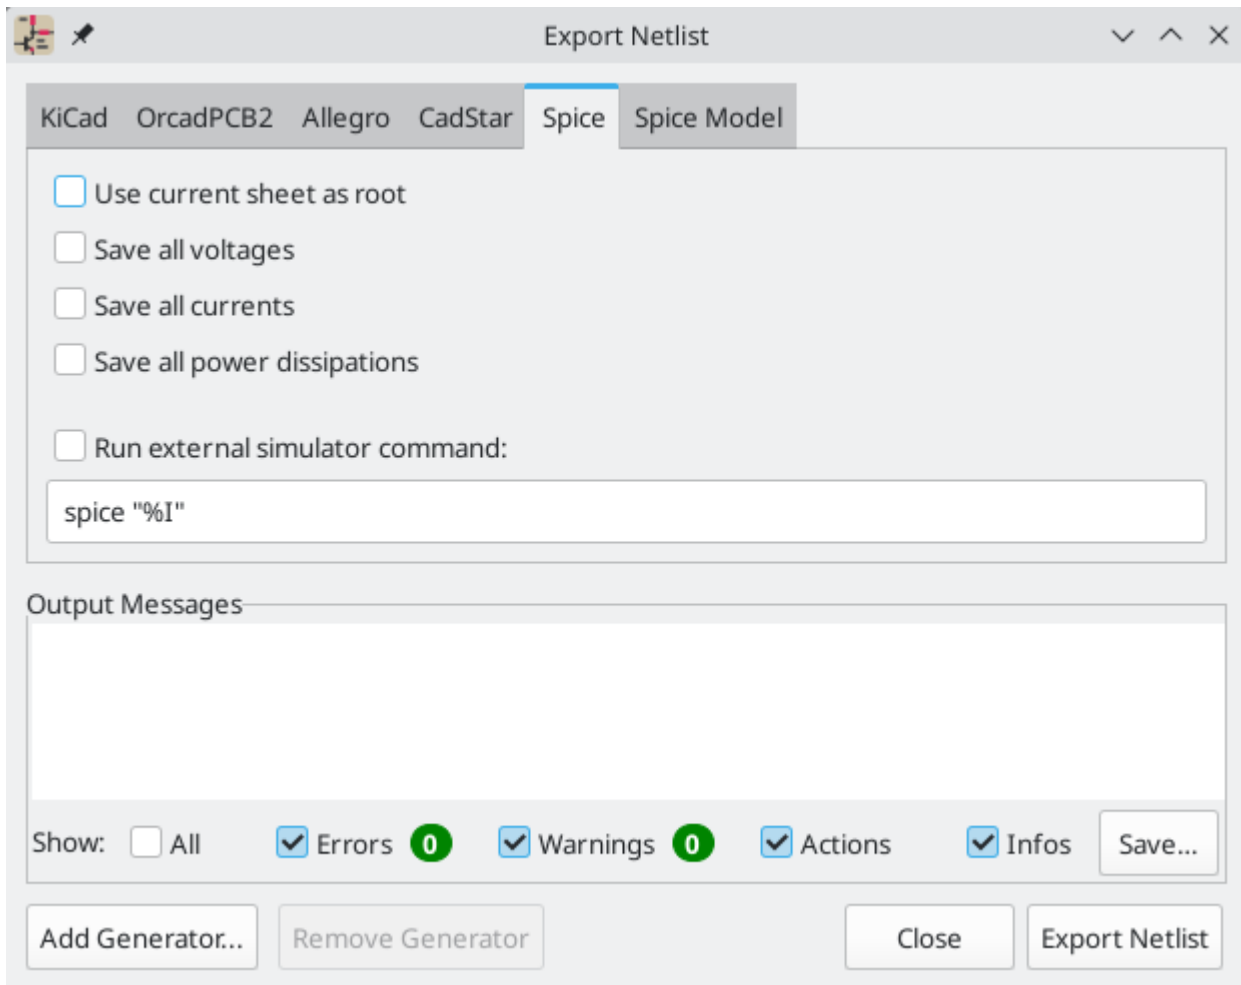 Export Netlist
KiCad OrcadPCB2 Allegro CadStar Spice Spice Model
Use current sheet as root
Save all voltages
Save all currents
Save all power dissipations
Run external simulator command:
spice "%I"
Output Messages
Show: All Errors 0 Warnings 0 Actions Infos Save...
Add Generator... Remove Generator Close Export Netlist